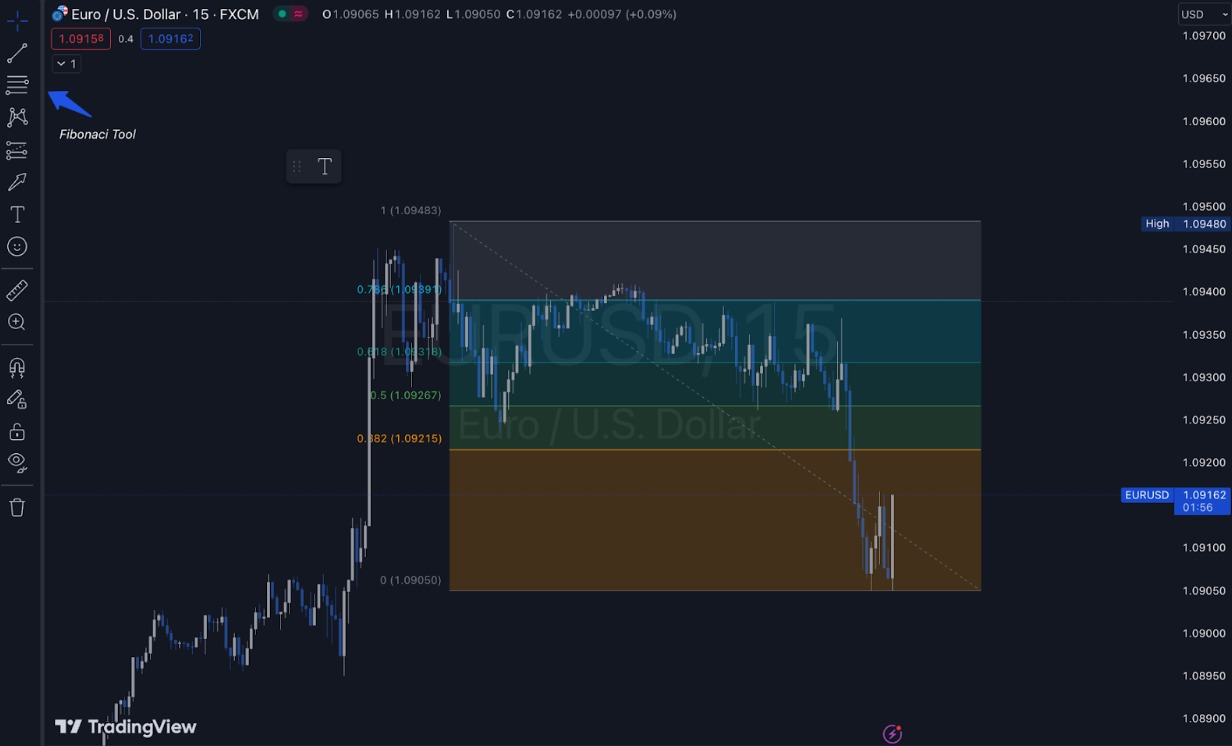 Euro / U.S. Dollar · 15 · FXCM O1.09065 H1.09162 L1.09050 C1.09162 +0.00097 (+0.09%)
USD
1.09158 0.4 1.09162
1
Fibonaci Tool
T
T
1 (1.09483)
0.786 (1.09391)
0.618 (1.09318)
0.5 (1.09267)
0.382 (1.09215)
0 (1.09050)
EURUSD, 15
Euro / U.S. Dollar
1.09700
1.09650
1.09600
1.09550
1.09500
High 1.09480
1.09450
1.09400
1.09350
1.09300
1.09250
1.09200
EURUSD 1.09162
01:56
1.09100
1.09050
1.09000
1.08950
1.08900
TradingView